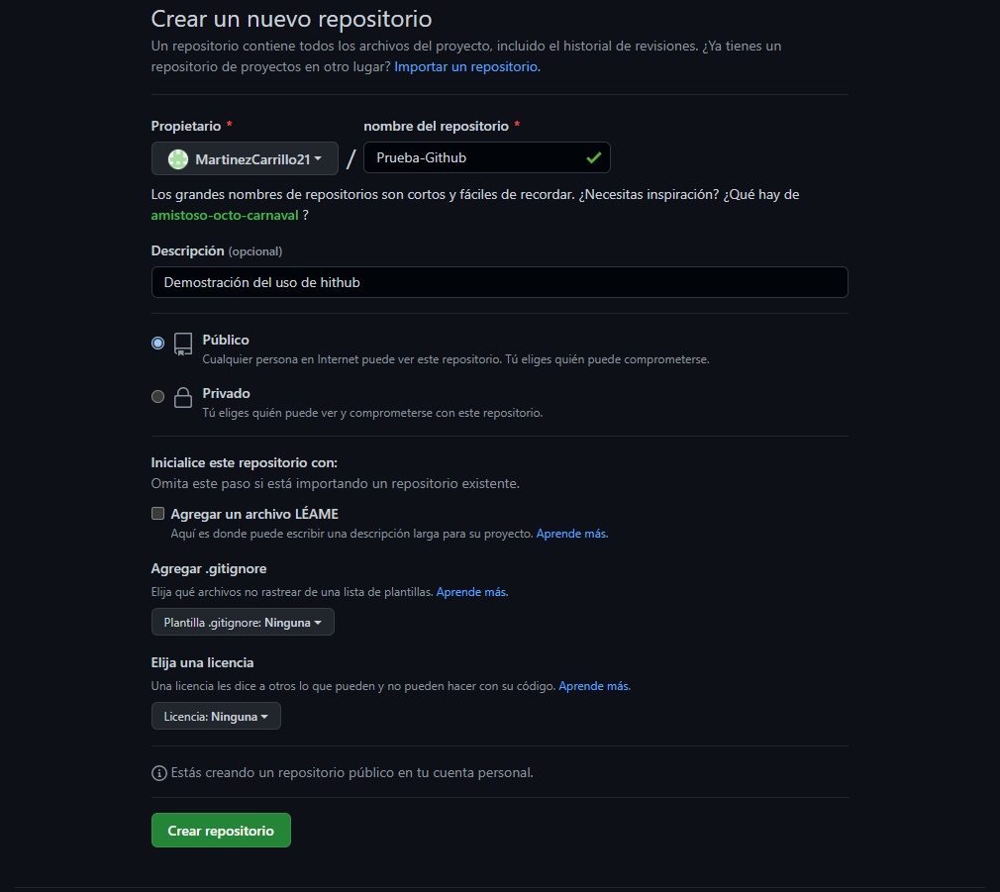 Crear un nuevo repositorio
Un repositorio contiene todos los archivos del proyecto, incluido el historial de revisiones. ¿Ya tienes un
repositorio de proyectos en otro lugar? Importar un repositorio.
Propietario * nombre del repositorio *
MartinezCarrillo21 / Prueba-Github
Los grandes nombres de repositorios son cortos y fáciles de recordar. ¿Necesitas inspiración? ¿Qué hay de
amistoso-octo-carnaval ?
Descripción (opcional)
Demostración del uso de hithub
Público
Cualquier persona en Internet puede ver este repositorio. Tú eliges quién puede comprometerse.
Privado
Tú eliges quién puede ver y comprometerse con este repositorio.
Inicialice este repositorio con:
Omita este paso si está importando un repositorio existente.
Agregar un archivo LÉAME
Aquí es donde puede escribir una descripción larga para su proyecto. Aprende más.
Agregar .gitignore
Elija qué archivos no rastrear de una lista de plantillas. Aprende más.
Plantilla .gitignore: Ninguna
Elija una licencia
Una licencia les dice a otros lo que pueden y no pueden hacer con su código. Aprende más.
Licencia: Ninguna
Estás creando un repositorio público en tu cuenta personal.
Crear repositorio